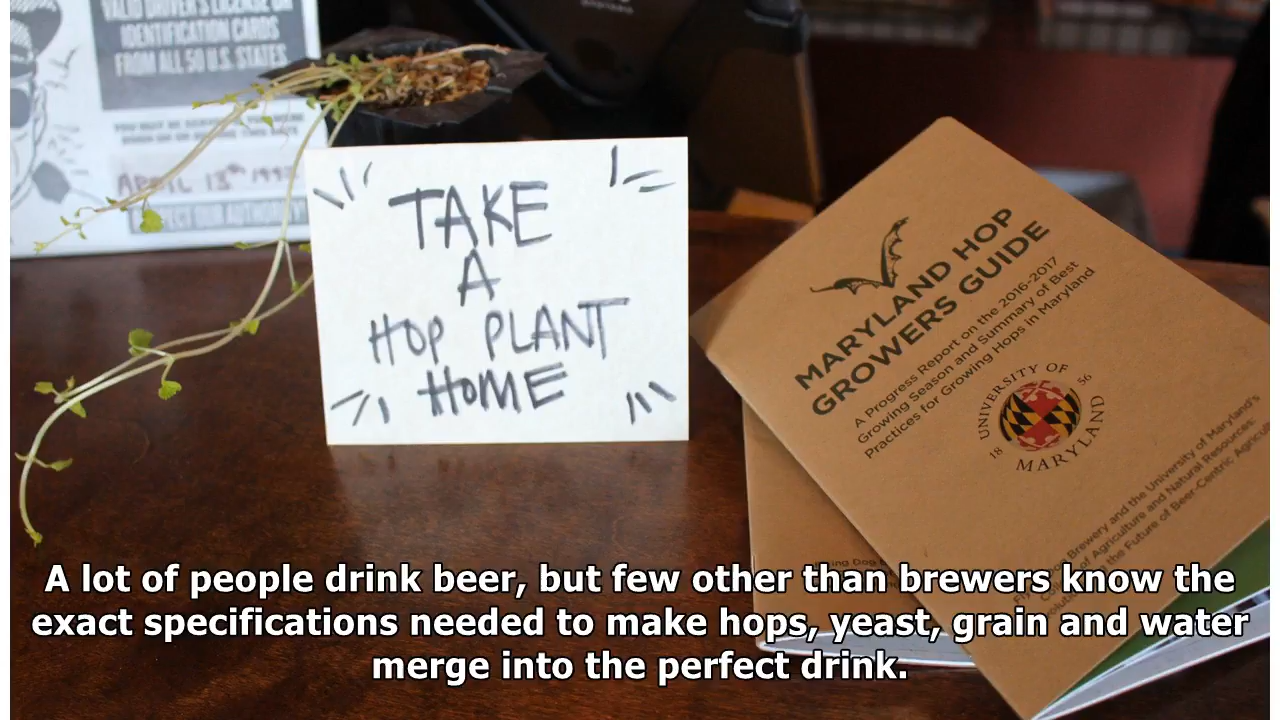 VALID DRIVER'S LICENSE OR
IDENTIFICATION CARDS
FROM ALL 50 U.S. STATES
APRIL 13th
OUR AUTHORITY
TAKE
A
HOP PLANT
HOME
MARYLAND HOP
GROWERS GUIDE
A Progress Report on the 2016-2017
Growing Season and Summary of Best
Practices for Growing Hops in Maryland
UNIVERSITY OF
18 56
MARYLAND
Brewery and the University of Maryland's
of Agriculture and Natural Resources:
the Future of Beer-Centric
A lot of people drink beer, but few other than brewers know the
exact specifications needed to make hops, yeast, grain and water
merge into the perfect drink.